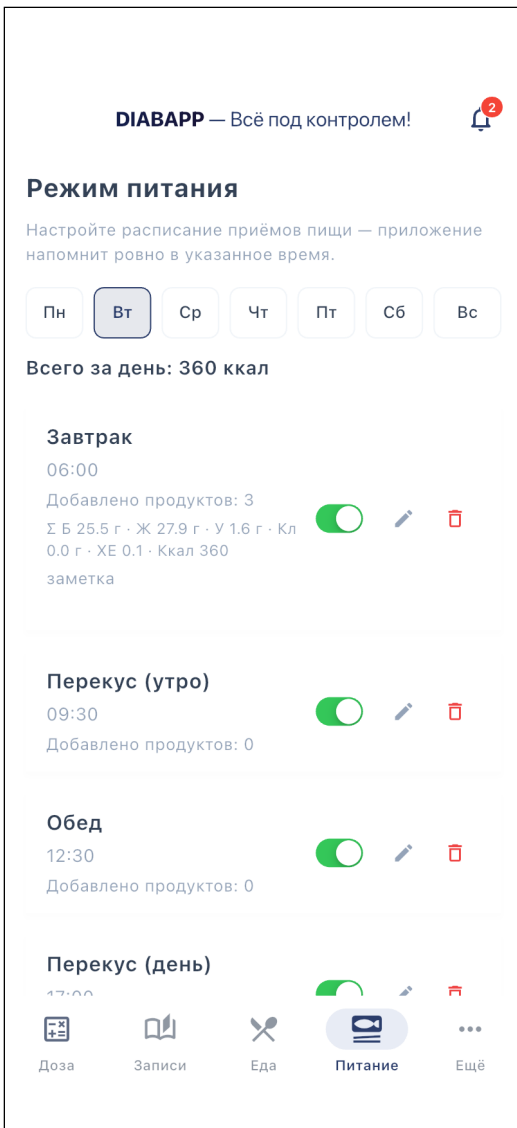 DIABAPP — Всё под контролем!
2
Режим питания
Настройте расписание приёмов пищи — приложение
напомнит ровно в указанное время.
Пн Вт Ср Чт Пт Сб Вс
Всего за день: 360 ккал
Завтрак
06:00
Добавлено продуктов: 3
Σ Б 25.5 г · Ж 27.9 г · У 1.6 г · Кл
0.0 г · ХЕ 0.1 · Ккал 360
заметка
Перекус (утро)
09:30
Добавлено продуктов: 0
Обед
12:30
Добавлено продуктов: 0
Перекус (день)
17:00
Доза Записи Еда Питание Ещё